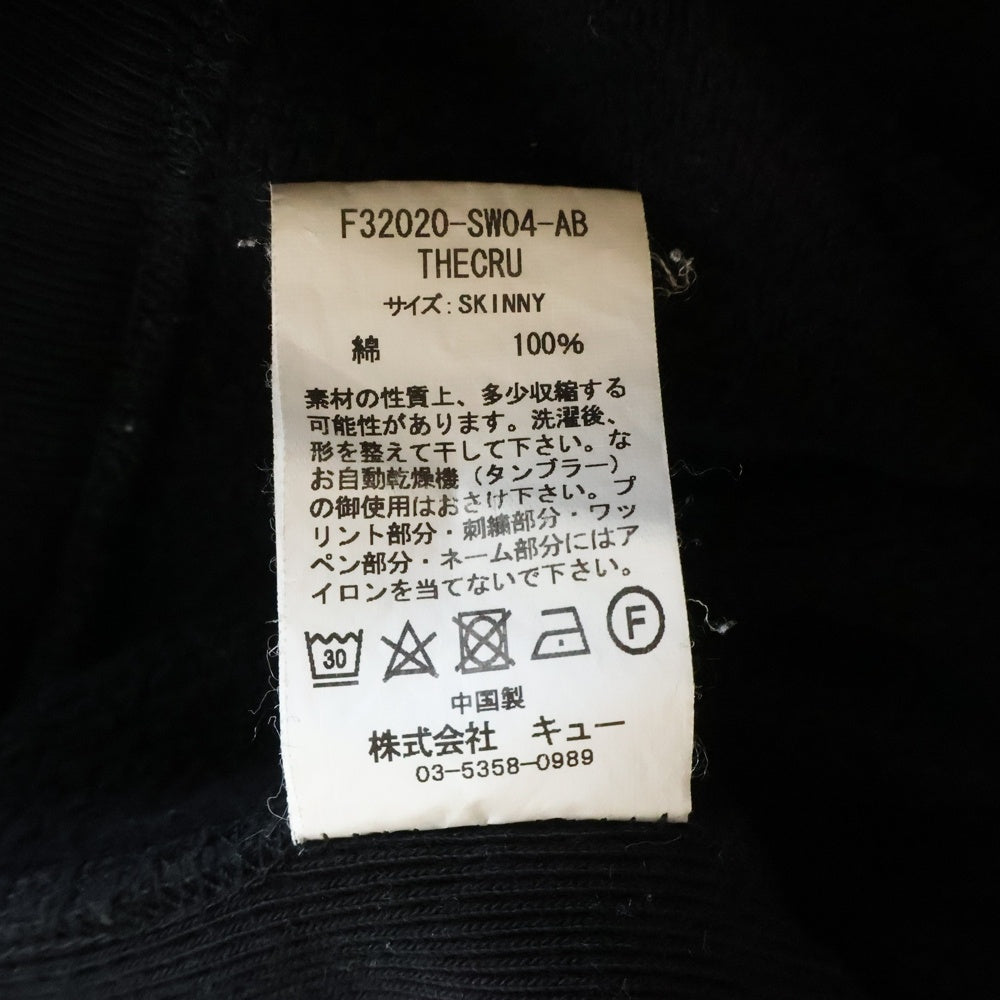 F32020-SW04-AB
THECRU
サイズ:SKINNY
綿 100%
素材の性質上、多少収縮する
可能性があります。洗濯後、
形を整えて干して下さい。な
お自動乾燥機（タンブラー）
の御使用はおさけ下さい。プ
リント部分・刺繍部分・ワッ
ペン部分・ネーム部分にはア
イロンを当てないで下さい。
30 F
中国製
株式会社 キュー
03-5358-0989